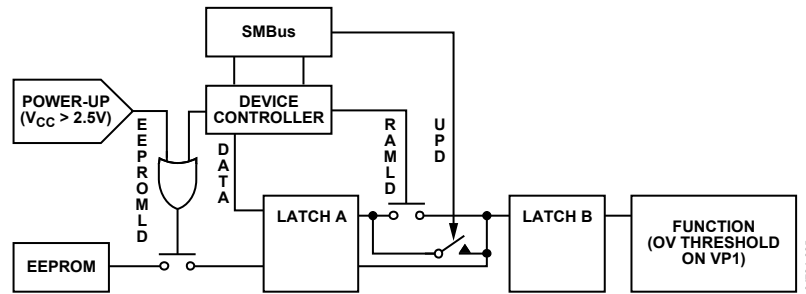 SMBus
POWER-UP
(VCC > 2.5V)
DEVICE
CONTROLLER
EEPROMLD
DATA
RAMLD
UPD
LATCH A
LATCH B
FUNCTION
(OV THRESHOLD
ON VP1)
EEPROM